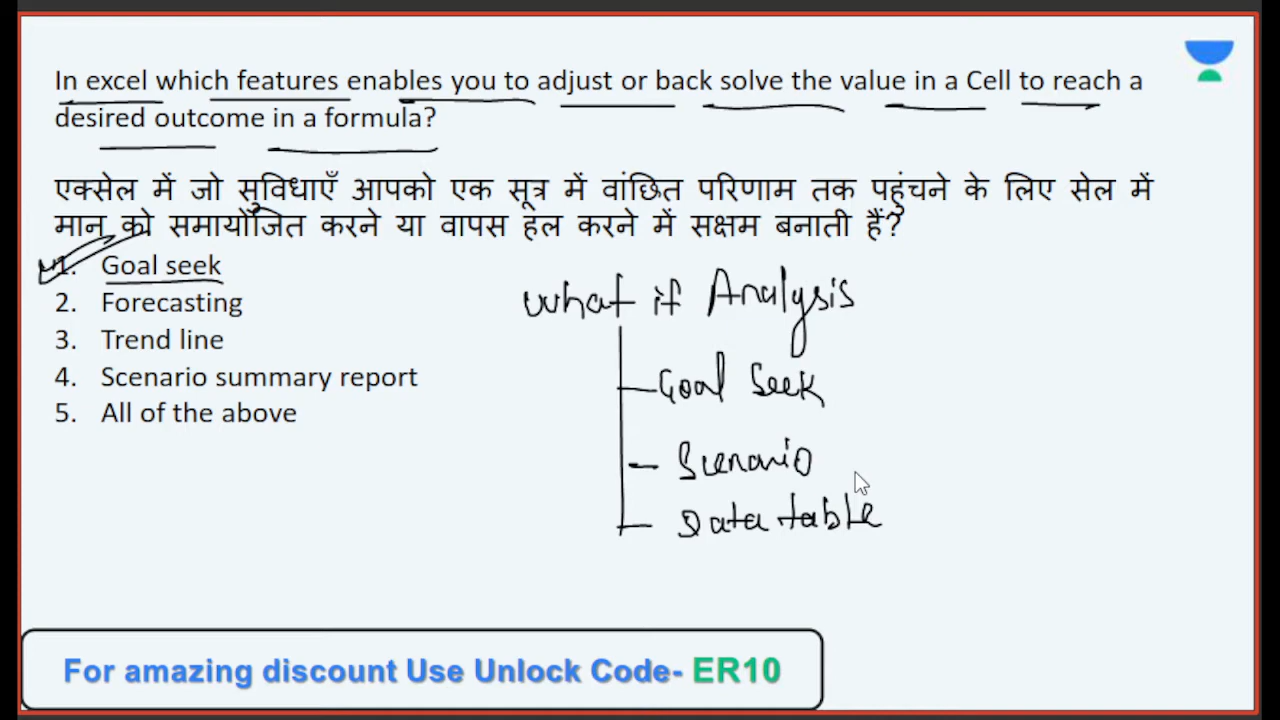 In excel which features enables you to adjust or back solve the value in a Cell to reach a
desired outcome in a formula?
एक्सेल में जो सुविधाएँ आपको एक सूत्र में वांछित परिणाम तक पहुंचने के लिए सेल में
मान को समायोजित करने या वापस हल करने में सक्षम बनाती हैं?
1. Goal seek
2. Forecasting
3. Trend line
4. Scenario summary report
5. All of the above
What if Analysis
Goal Seek
Scenario
Data table
For amazing discount Use Unlock Code- ER10